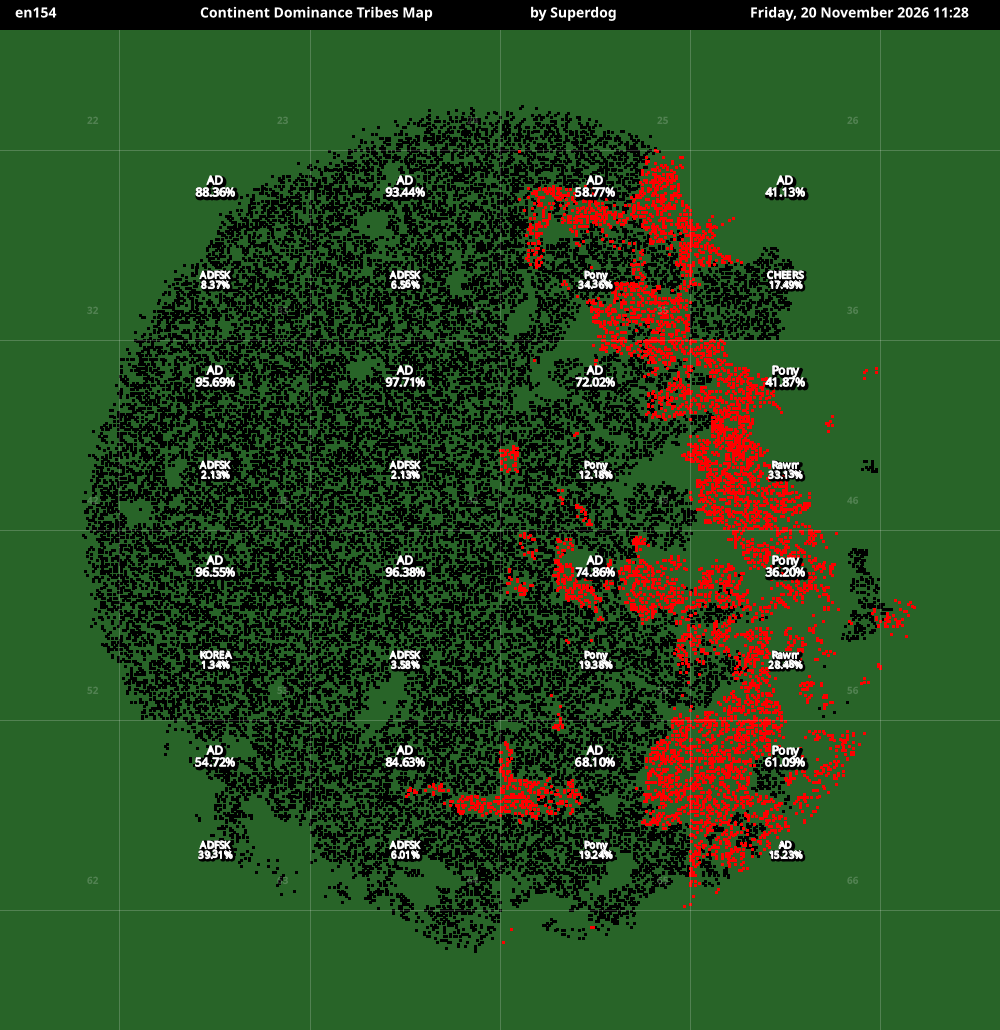 en154 Continent Dominance Tribes Map by Superdog Friday, 20 November 2026 11:28
22 23 25 26
AD AD AD AD
88.36% 93.44% 58.77% 41.13%
ADFSK ADFSK Pony CHEERS
8.37% 6.56% 34.36% 17.49%
32 35 36
AD AD AD Pony
95.69% 97.71% 72.02% 41.87%
ADFSK ADFSK Pony Rawrr
2.13% 2.13% 12.18% 33.13%
46
AD AD AD Pony
96.55% 96.38% 74.86% 36.20%
KOREA ADFSK Pony Rawrr
1.34% 3.58% 19.38% 28.48%
52 56
AD AD AD Pony
54.72% 84.63% 68.10% 61.09%
ADFSK ADFSK Pony AD
39.31% 6.01% 19.24% 15.23%
62 66